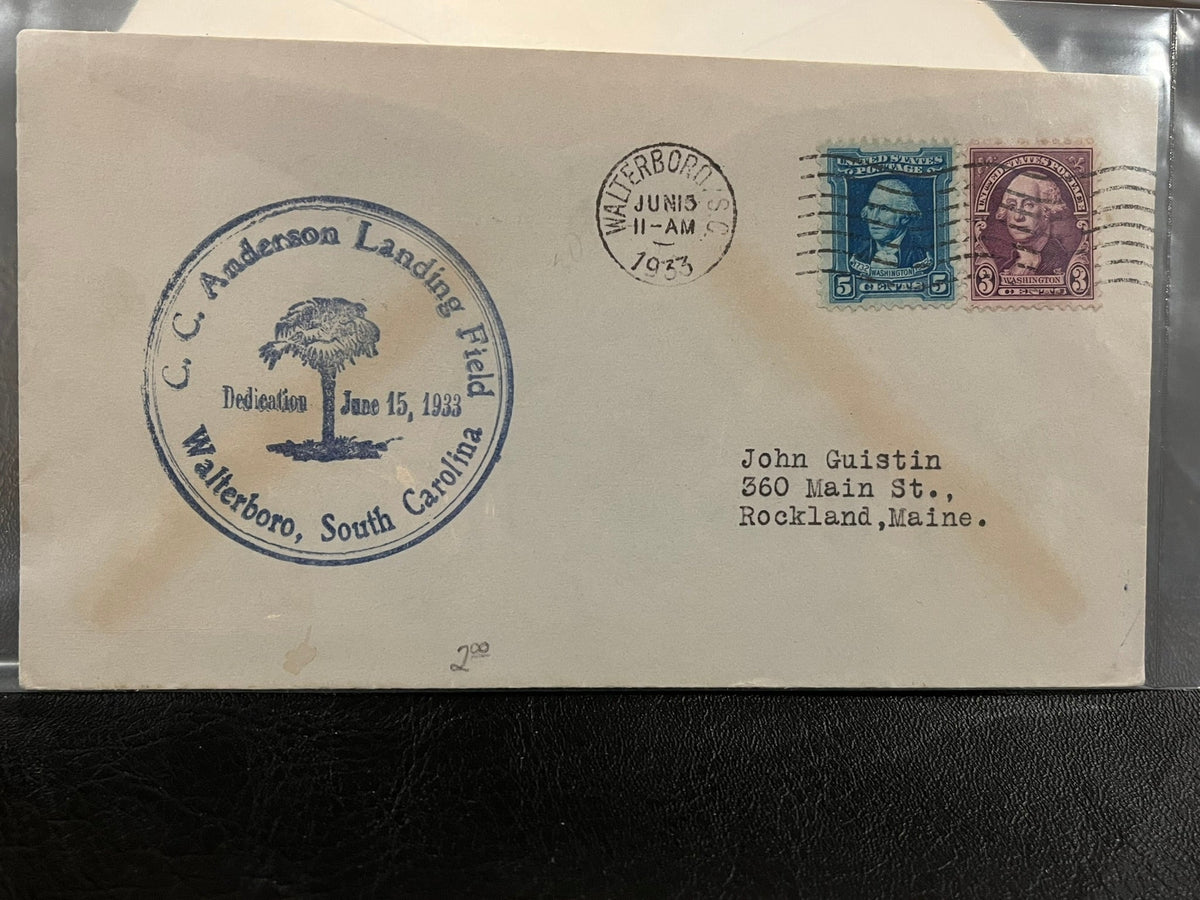 C. C. Anderson Landing Field
Dedication June 15, 1933
Walterboro, South Carolina
WALTERBORO, S.C.
JUN 15
11-AM
1933
UNITED STATES
POSTAGE
WASHINGTON
5 CENTS 5
UNITED STATES POSTAGE
WASHINGTON
3 CENTS 3
John Guistin
360 Main St.,
Rockland,Maine.
2.00